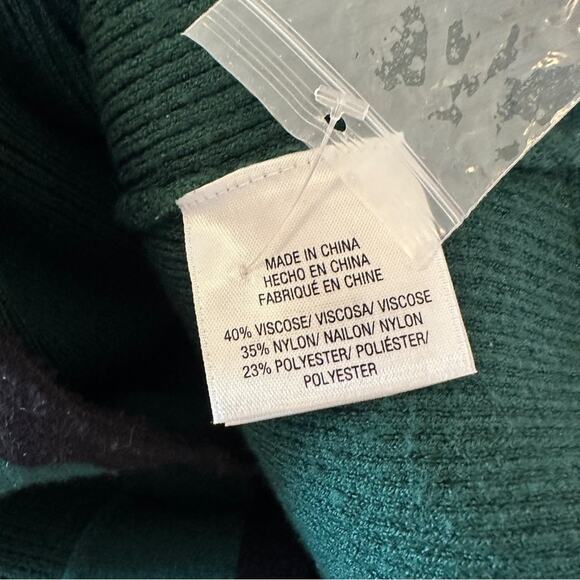 MADE IN CHINA
HECHO EN CHINA
FABRIQUÉ EN CHINE
40% VISCOSE/ VISCOSA/ VISCOSE
35% NYLON/ NAILON/ NYLON
23% POLYESTER/ POLIÉSTER/
POLYESTER